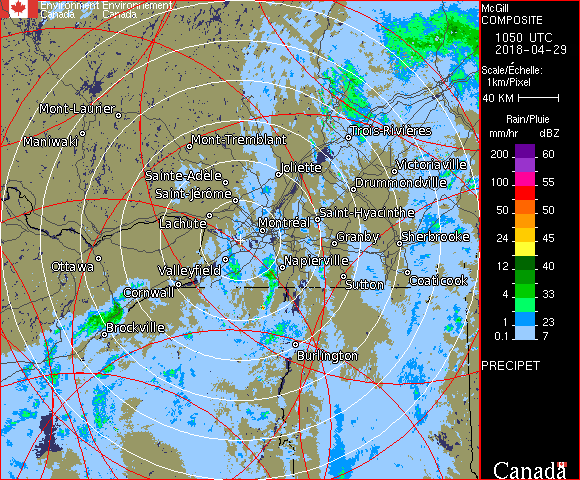 Environment Environnement
Canada Canada
McGill
COMPOSITE
1050 UTC
2018-04-29
Scale/Échelle:
1km/Pixel
40 KM
Rain/Pluie
mm/hr dBZ
200 60
100 55
50 50
24 45
12 40
4 33
1 23
0.1 7
PRECIPET
Canada
Mont-Laurier
Maniwaki
Mont-Tremblant
Trois-Rivières
Sainte-Adèle
Joliette
Victoriaville
Saint-Jérôme
Drummondville
Lachute
Montréal
Saint-Hyacinthe
Granby
Sherbrooke
Ottawa
Valleyfield
Napierville
Cornwall
Sutton
Coaticook
Brockville
Burlington